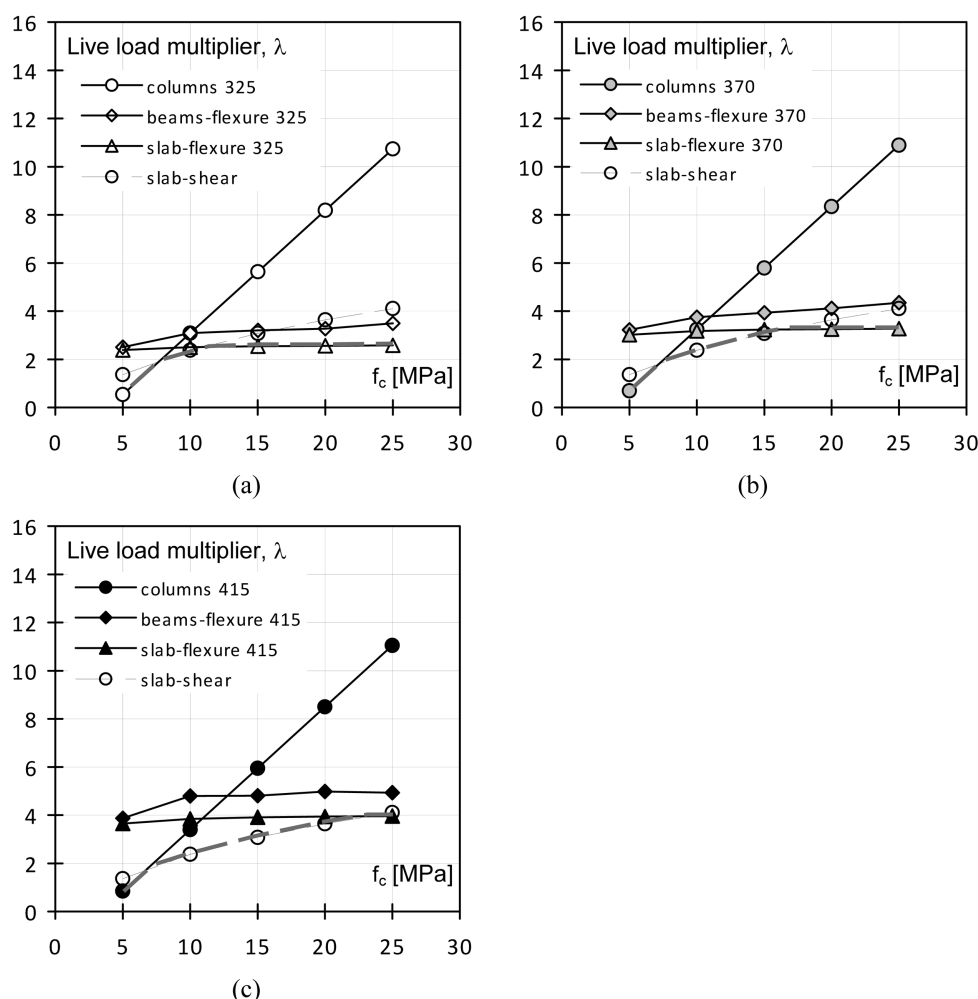 16
14
12
10
8
6
4
2
0
Live load multiplier, λ
columns 325
beams-flexure 325
slab-flexure 325
slab-shear
f꜀ [MPa]
0 5 10 15 20 25 30
(a)
16
14
12
10
8
6
4
2
0
Live load multiplier, λ
columns 370
beams-flexure 370
slab-flexure 370
slab-shear
f꜀ [MPa]
0 5 10 15 20 25 30
(b)
16
14
12
10
8
6
4
2
0
Live load multiplier, λ
columns 415
beams-flexure 415
slab-flexure 415
slab-shear
f꜀ [MPa]
0 5 10 15 20 25 30
(c)